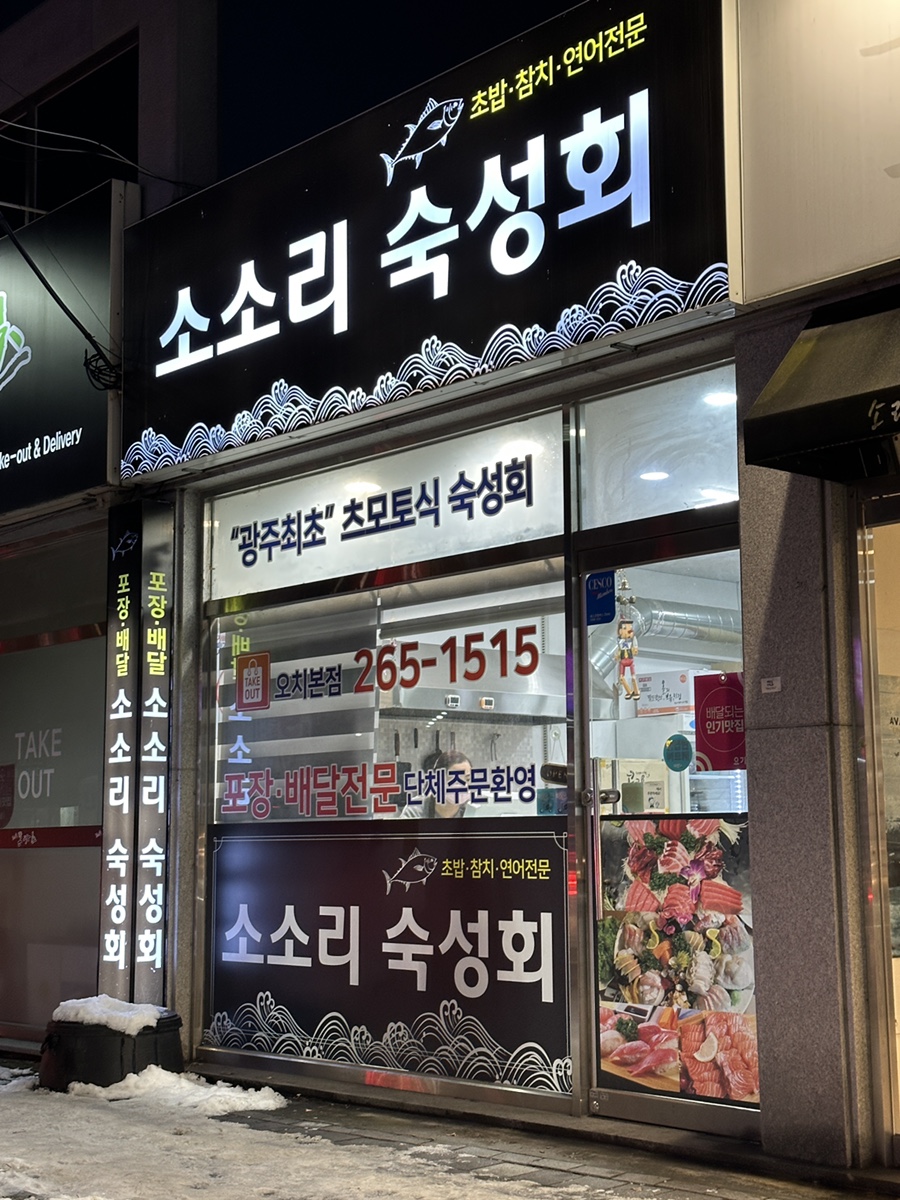 초밥·참치·연어전문
소소리 숙성회
ke-out & Delivery
"광주최초" 츠모토식 숙성회
CESCO
포장·배달 소소리 숙성화
포장·배달 소소리 숙성회
TAKE
OUT
오치본점 265-1515
배달되는
인기맛집
TAKE
OUT
포장·배달전문 단체주문환영
초밥·참치·연어전문
소소리 숙성회